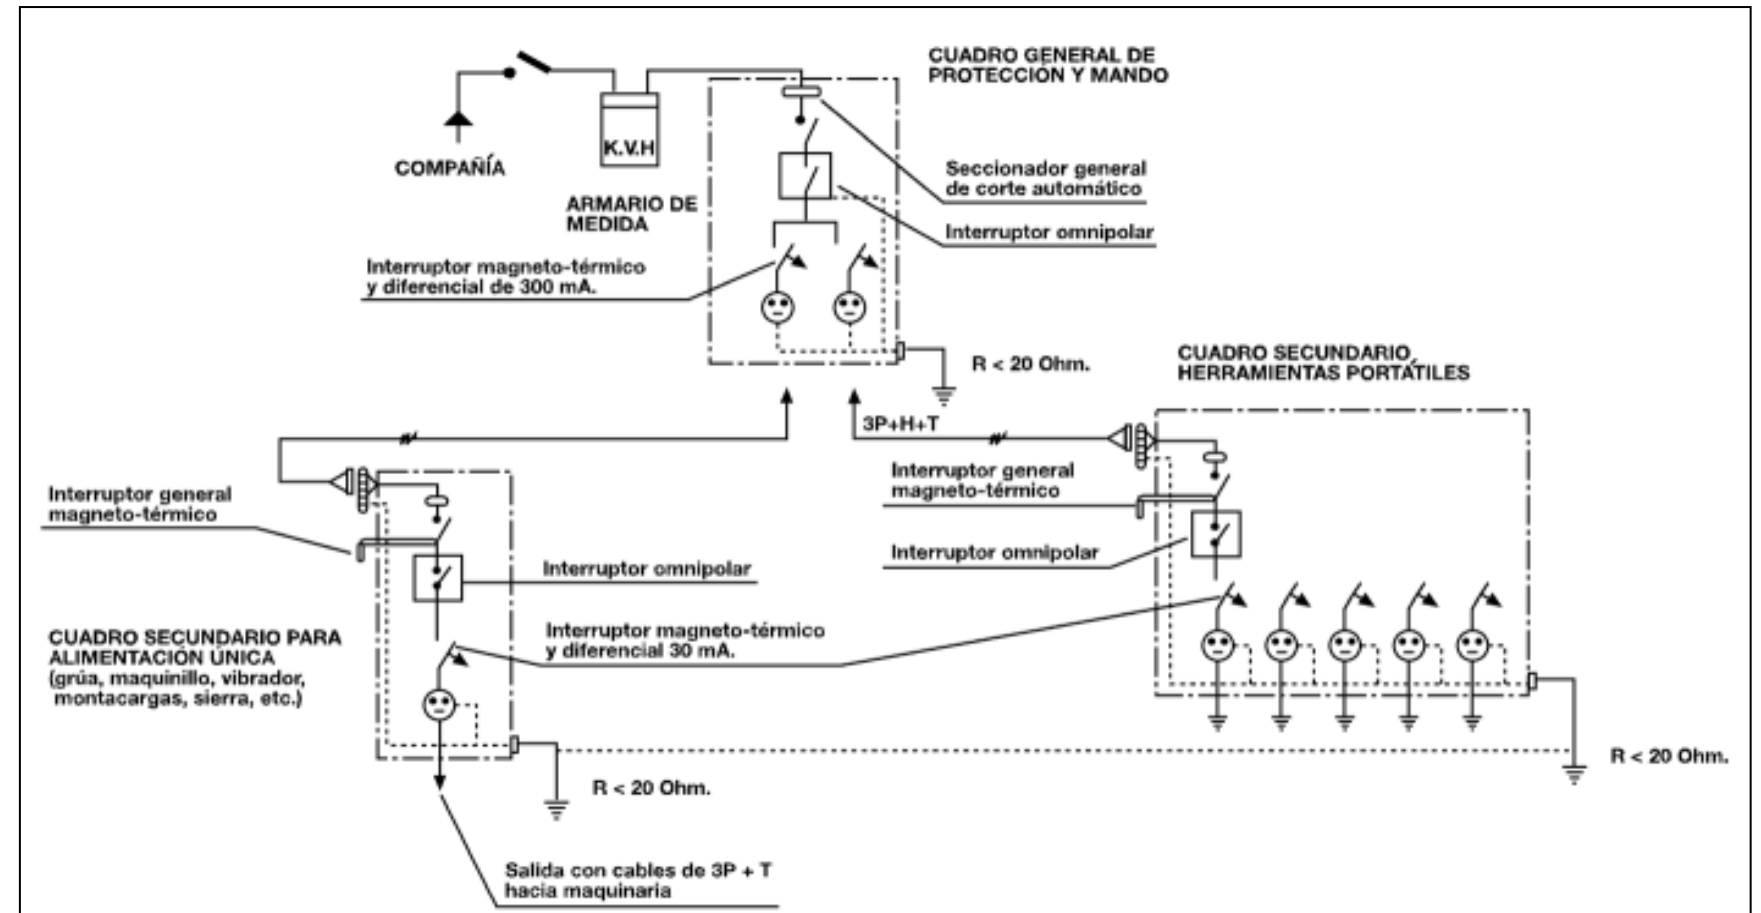 CUADRO GENERAL DE
PROTECCIÓN Y MANDO
COMPAÑÍA
K.V.H
ARMARIO DE
MEDIDA
Seccionador general
de corte automático
Interruptor omnipolar
Interruptor magneto-térmico
y diferencial de 300 mA.
R < 20 Ohm.
CUADRO SECUNDARIO
HERRAMIENTAS PORTÁTILES
3P+H+T
Interruptor general
magneto-térmico
Interruptor general
magneto-térmico
Interruptor omnipolar
Interruptor omnipolar
CUADRO SECUNDARIO PARA
ALIMENTACIÓN ÚNICA
(grúa, maquinillo, vibrador,
montacargas, sierra, etc.)
Interruptor magneto-térmico
y diferencial 30 mA.
R < 20 Ohm.
R < 20 Ohm.
Salida con cables de 3P + T
hacia maquinaria